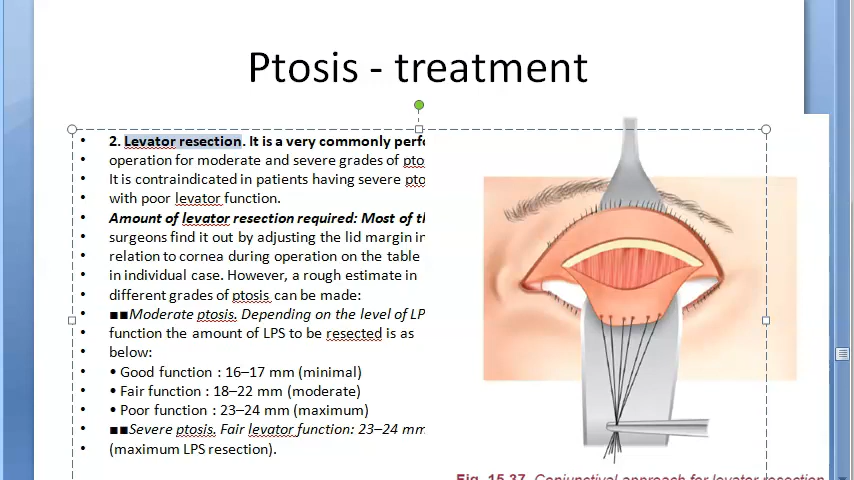 Ptosis - treatment
• 2. Levator resection. It is a very commonly perfo
• operation for moderate and severe grades of pto
• It is contraindicated in patients having severe pto
• with poor levator function.
• Amount of levator resection required: Most of th
• surgeons find it out by adjusting the lid margin in
• relation to cornea during operation on the table
• in individual case. However, a rough estimate in
• different grades of ptosis can be made:
• ■■Moderate ptosis. Depending on the level of LP
• function the amount of LPS to be resected is as
• below:
• • Good function : 16–17 mm (minimal)
• • Fair function : 18–22 mm (moderate)
• • Poor function : 23–24 mm (maximum)
• ■■Severe ptosis. Fair levator function: 23–24 mm
• (maximum LPS resection).
Fig. 15.37 Conjunctival approach for levator resection